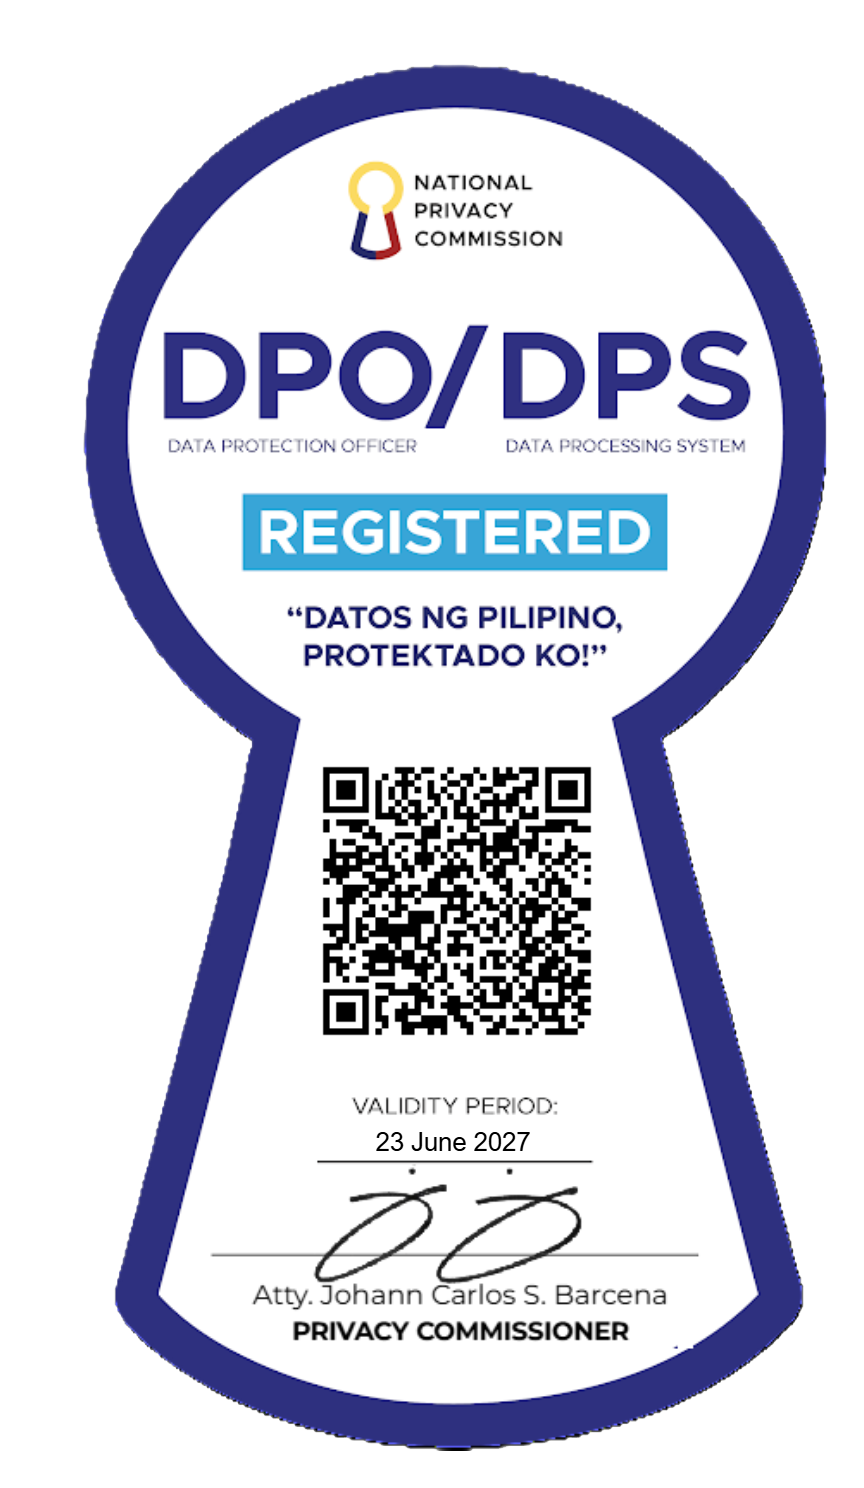 NATIONAL
PRIVACY
COMMISSION
DPO/DPS
DATA PROTECTION OFFICER DATA PROCESSING SYSTEM
REGISTERED
“DATOS NG PILIPINO,
PROTEKTADO KO!”
VALIDITY PERIOD:
23 June 2027
Atty. Johann Carlos S. Barcena
PRIVACY COMMISSIONER